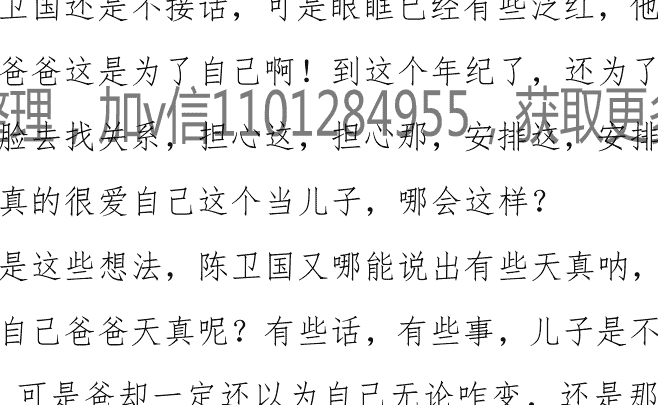 卫国还是不接话，可是眼眶已经有些泛红，他
爸爸这是为了自己啊！到这个年纪了，还为了
整理，加v信1101284955，获取更多
脸去找关系，担心这，担心那，安排这，安排
真的很爱自己这个当儿子，哪会这样？
是这些想法，陈卫国又哪能说出有些天真呐，
自己爸爸天真呢？有些话，有些事，儿子是不
可是爸却一定还以为自己无论咋变，还是那